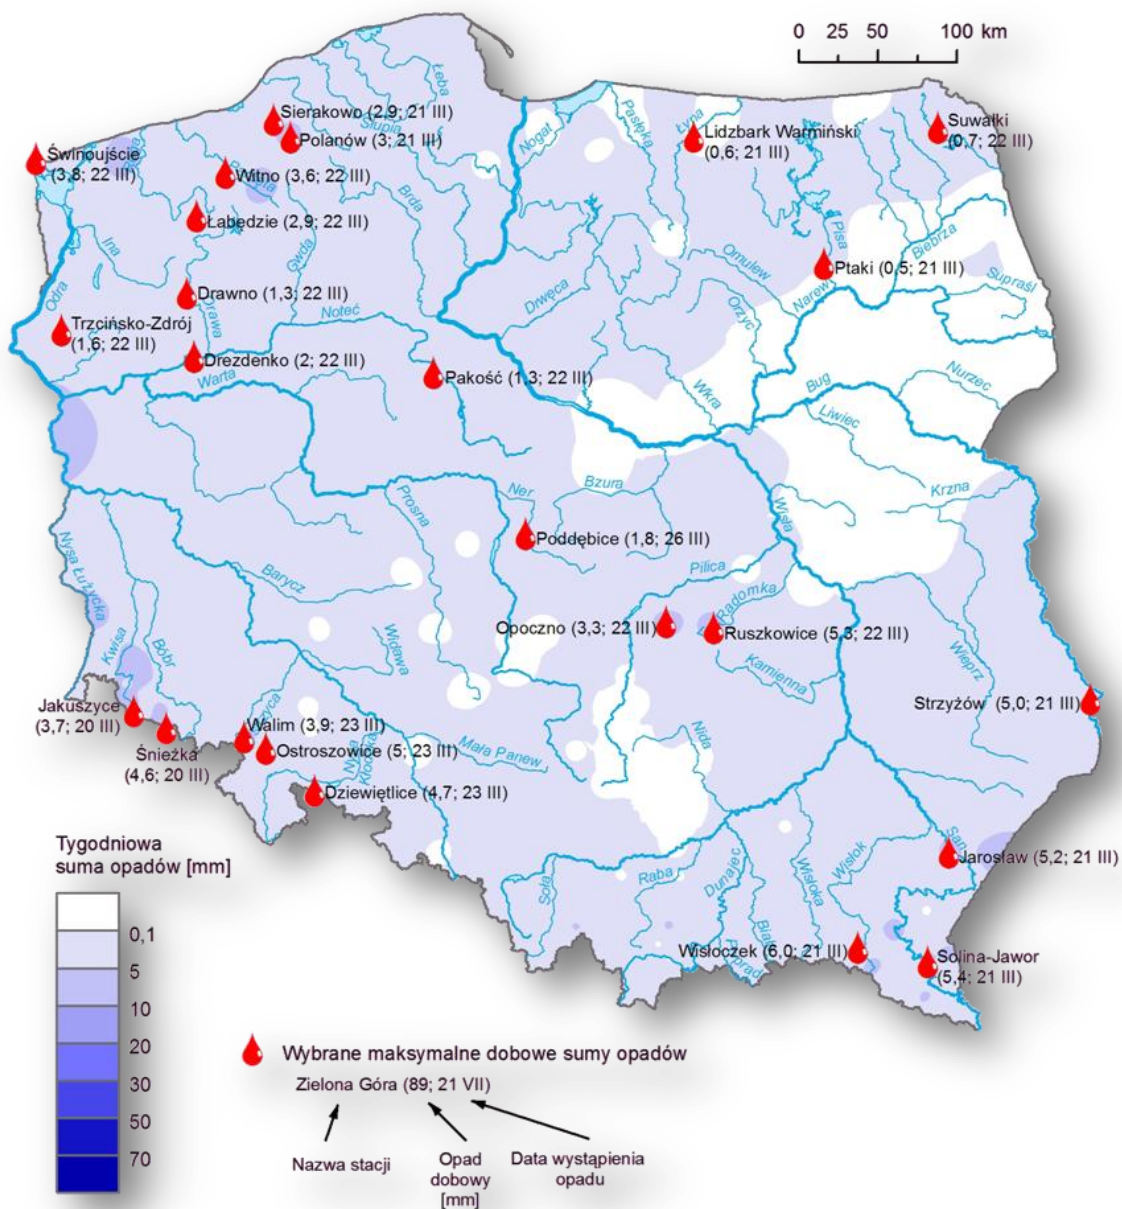 0 25 50 100 km
Łeba
Sierakowo (2,9; 21 III)
Słupia
Polanów (3; 21 III)
Świnoujście
(3,8; 22 III)
Witno (3,6; 22 III)
Łabędzie (2,9; 22 III)
Brda
Gwda
Ina
Odra
Drawno (1,3; 22 III)
Drawa
Trzcińsko-Zdrój
(1,6; 22 III)
Noteć
Drezdenko (2; 22 III)
Warta
Pakość (1,3; 22 III)
Nogat
Pasłęka
Łyna
Lidzbark Warmiński
(0,6; 21 III)
Suwałki
(0,7; 22 III)
Pisa
Biebrza
Omulew
Ptaki (0,5; 21 III)
Supraśl
Narew
Drwęca
Orzyc
Wkra
Bug
Nurzec
Liwiec
Krzna
Bzura
Ner
Prosna
Wisła
Poddębice (1,8; 26 III)
Pilica
Nysa Łużycka
Barycz
Radomka
Opoczno (3,3; 22 III)
Ruszkowice (5,3; 22 III)
Widawa
Kwisa
Bóbr
Kamienna
Wieprz
Jakuszyce
(3,7; 20 III)
Strzyżów (5,0; 21 III)
Walim (3,9; 23 III)
Śnieżka
(4,6; 20 III)
Ostroszowice (5; 23 III)
Nysa
Kłodzka
Mała Panew
Nida
Dziewiętlice (4,7; 23 III)
San
Jarosław (5,2; 21 III)
Soła
Raba
Dunajec
Wisłoka
Wisłok
Wisłoczek (6,0; 21 III)
Solina-Jawor
(5,4; 21 III)
Tygodniowa
suma opadów [mm]
0,1
5
10
20
30
50
70
Wybrane maksymalne dobowe sumy opadów
Zielona Góra (89; 21 VII)
Nazwa stacji
Opad
dobowy
[mm]
Data wystąpienia
opadu